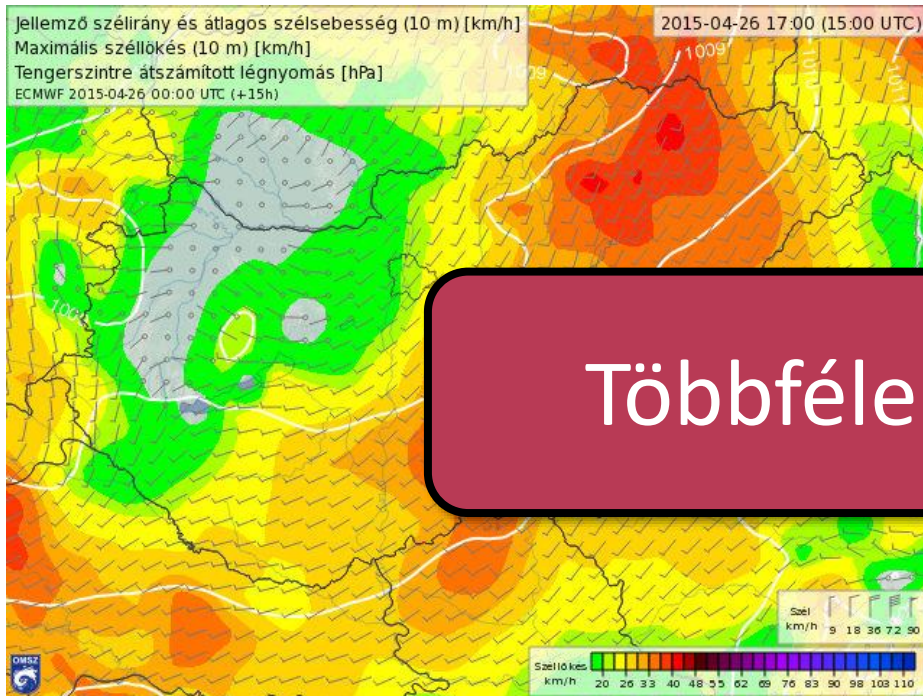 Jellemző szélirány és átlagos szélsebesség (10 m) [km/h]
Maximális széllökés (10 m) [km/h]
Tengerszintre átszámított légnyomás [hPa]
ECMWF 2015-04-26 00:00 UTC (+15h)
2015-04-26 17:00 (15:00 UTC)
1009
1009
1010
1011
Többféle
Szél
km/h
9 18 36 72 90
Széllökés
km/h
20 26 33 40 48 55 62 69 76 83 90 98 103 110
OMSZ